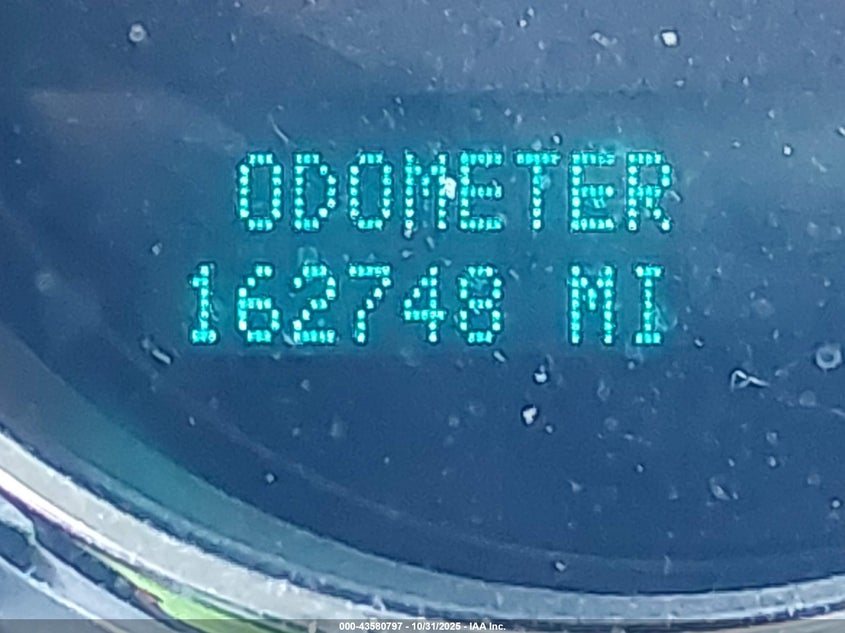 ODOMETER
162748 MI
000-43580797 - 10/31/2025 - IAA Inc.